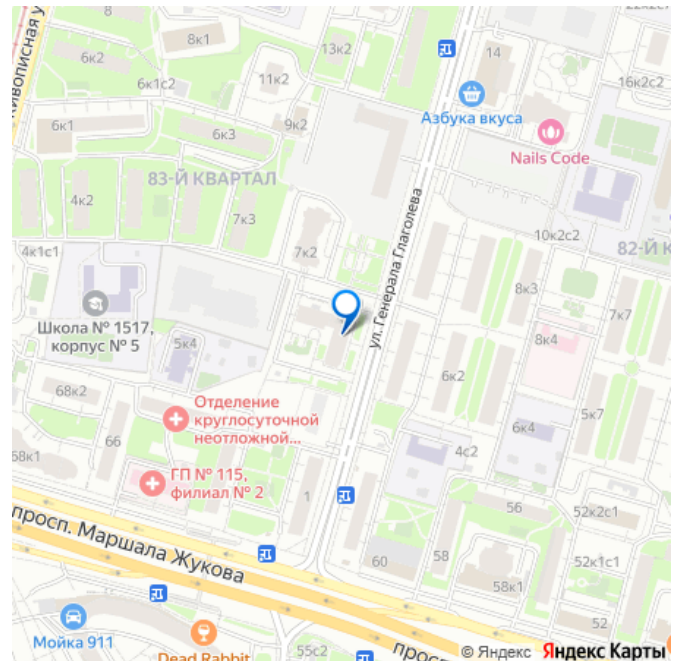 8
8к1
13к2
14
22к2с7
6к2
6к1с2
11к2
16к2с2
Живописная у
Азбука вкуса
6к1
6к3
9к2
Nails Code
83-Й КВАРТАЛ
4к2
7к3
ул. Генерала Глаголева
10к2с2
82-Й К
4к1с1
7к2
8к3
7к7
Школа № 1517,
корпус № 5
5к4
8к4
6к2
68к2
Отделение
круглосуточной
неотложной...
6к4
5к7
66
4с2
68к1
ГП № 115,
филиал № 2
1
56
52к2с1
просп. Маршала Жукова
60
58
52к1с1
58к1
Мойка 911
52
Dead Rabbit
55с2
просп
© Яндекс Яндекс Карты